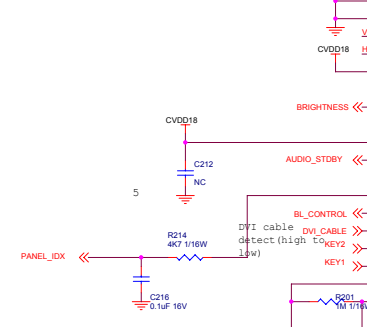 V
CVDD18
H
BRIGHTNESS
CVDD18
AUDIO_STDBY
C212
NC
5
BL_CONTROL
DVI cable
detect(high to
low)
DVI_CABLE
KEY2
KEY1
R214
4K7 1/16W
PANEL_IDX
C216
0.1uF 16V
R201
1M 1/16W